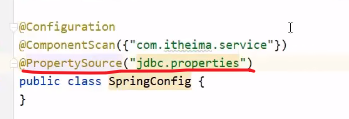 @Configuration
@ComponentScan({"com.itheima.service"})
@PropertySource("jdbc.properties")
public class SpringConfig {
}